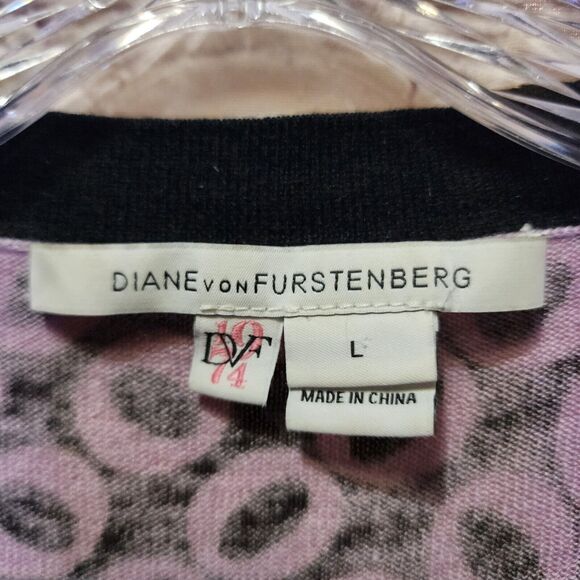 DIANE VON FURSTENBERG
19
DVF
74
L
MADE IN CHINA